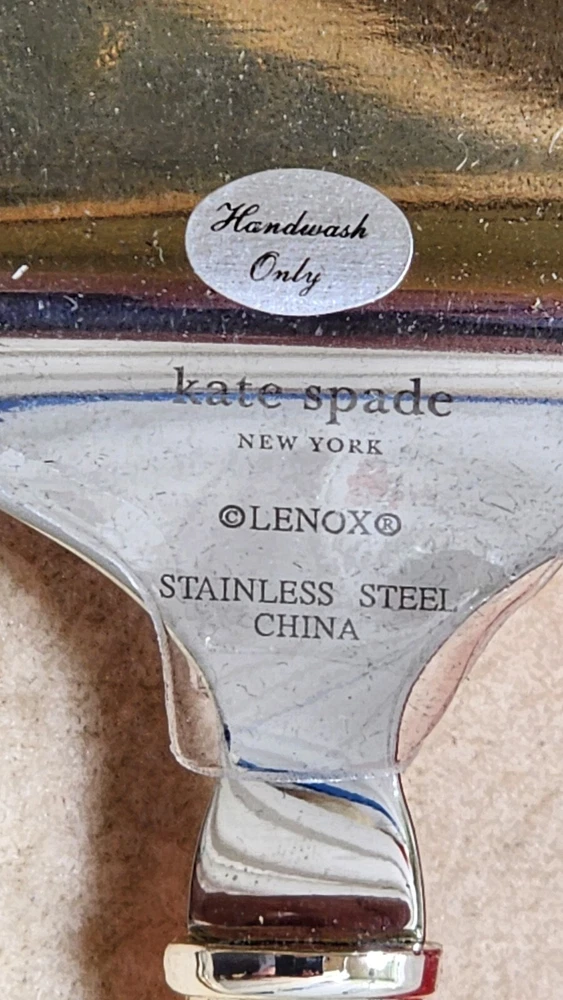 Handwash
Only
kate spade
NEW YORK
©LENOX®
STAINLESS STEEL
CHINA